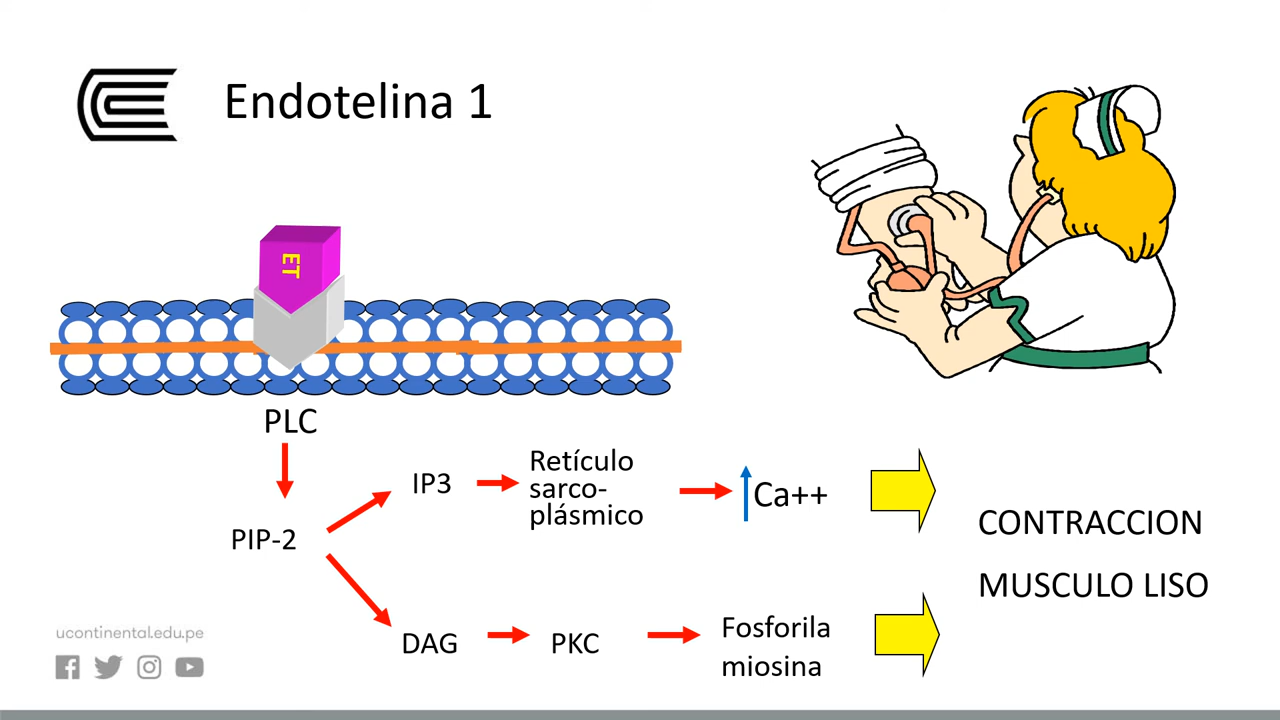 Endotelina 1
ET
PLC
PIP-2
IP3
Retículo
sarco-
plásmico
Ca++
DAG
PKC
Fosforila
miosina
CONTRACCION
MUSCULO LISO
ucontinental.edu.pe